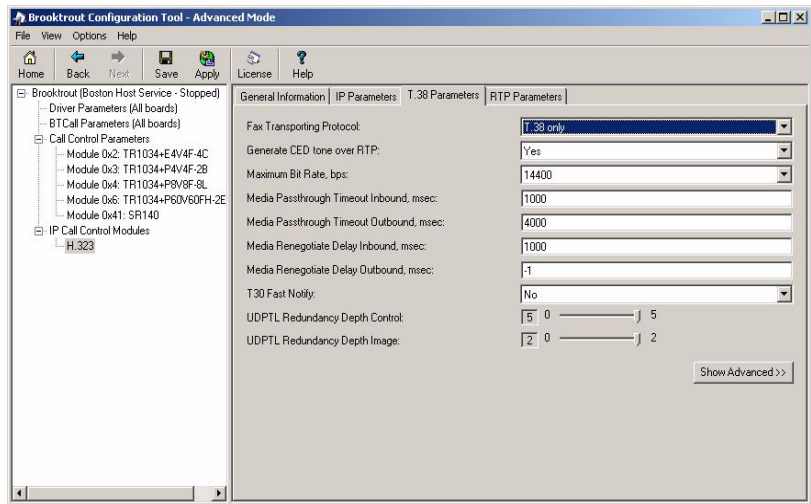 Brooktrout Configuration Tool - Advanced Mode
File View Options Help
Home Back Next Save Apply License Help
Brooktrout (Boston Host Service - Stopped)
Driver Parameters (All boards)
BTCall Parameters (All boards)
Call Control Parameters
Module 0x2: TR1034+E4V4F-4C
Module 0x3: TR1034+P4V4F-2B
Module 0x4: TR1034+P8V8F-8L
Module 0x6: TR1034+P60V60FH-2E
Module 0x41: SR140
IP Call Control Modules
H.323
General Information IP Parameters T.38 Parameters RTP Parameters
Fax Transporting Protocol: T.38 only
Generate CED tone over RTP: Yes
Maximum Bit Rate, bps: 14400
Media Passthrough Timeout Inbound, msec: 1000
Media Passthrough Timeout Outbound, msec: 4000
Media Renegotiate Delay Inbound, msec: 1000
Media Renegotiate Delay Outbound, msec: -1
T30 Fast Notify: No
UDPTL Redundancy Depth Control: 5 0 5
UDPTL Redundancy Depth Image: 2 0 2
Show Advanced >>